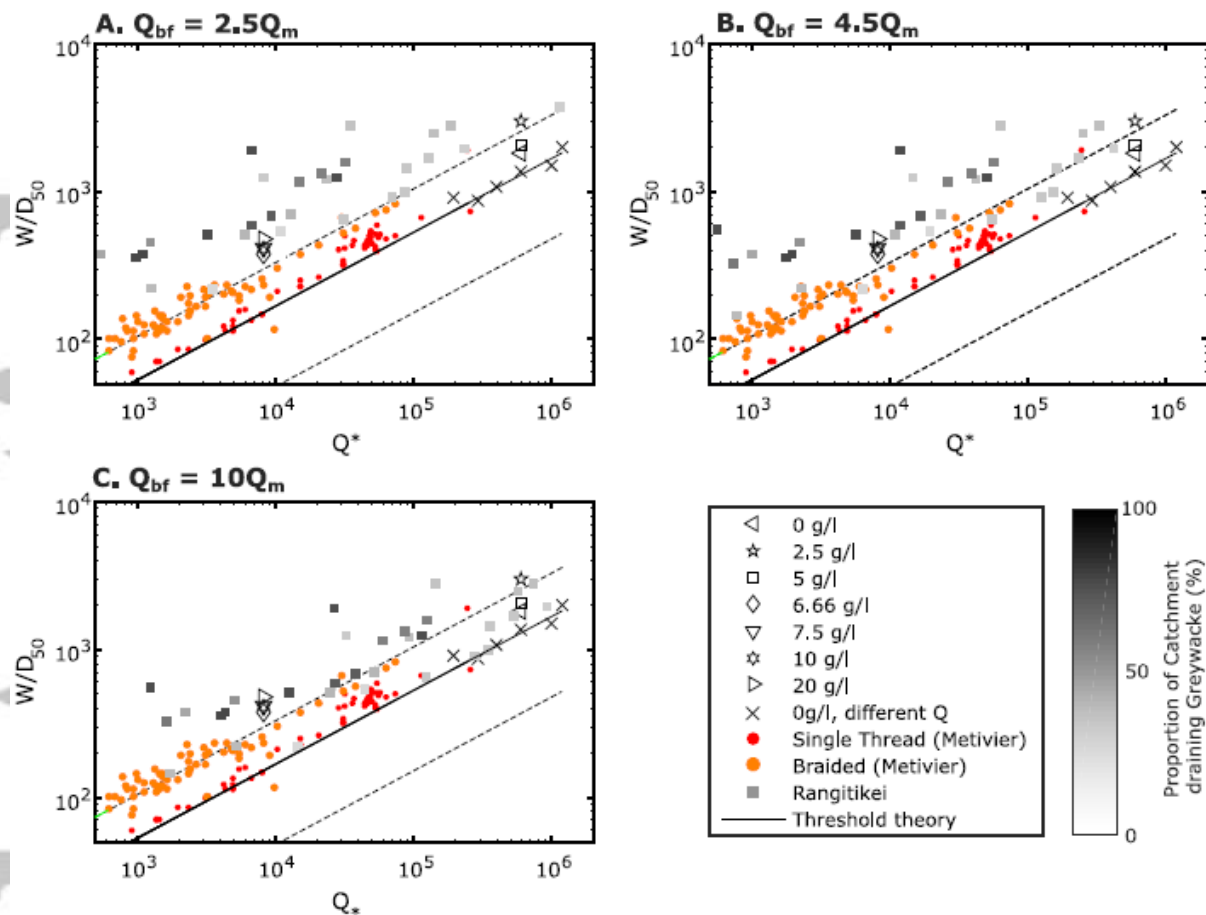 A. Qbf = 2.5Qm
B. Qbf = 4.5Qm
10^4
10^3
10^2
W/D50
10^3
10^4
10^5
10^6
Q*
10^4
10^3
10^2
W/D50
10^3
10^4
10^5
10^6
Q*
C. Qbf = 10Qm
10^4
10^3
10^2
W/D50
10^3
10^4
10^5
10^6
Q*
0 g/l
2.5 g/l
5 g/l
6.66 g/l
7.5 g/l
10 g/l
20 g/l
0g/l, different Q
Single Thread (Metivier)
Braided (Metivier)
Rangitikei
Threshold theory
100
50
0
Proportion of Catchment
draining Greywacke (%)